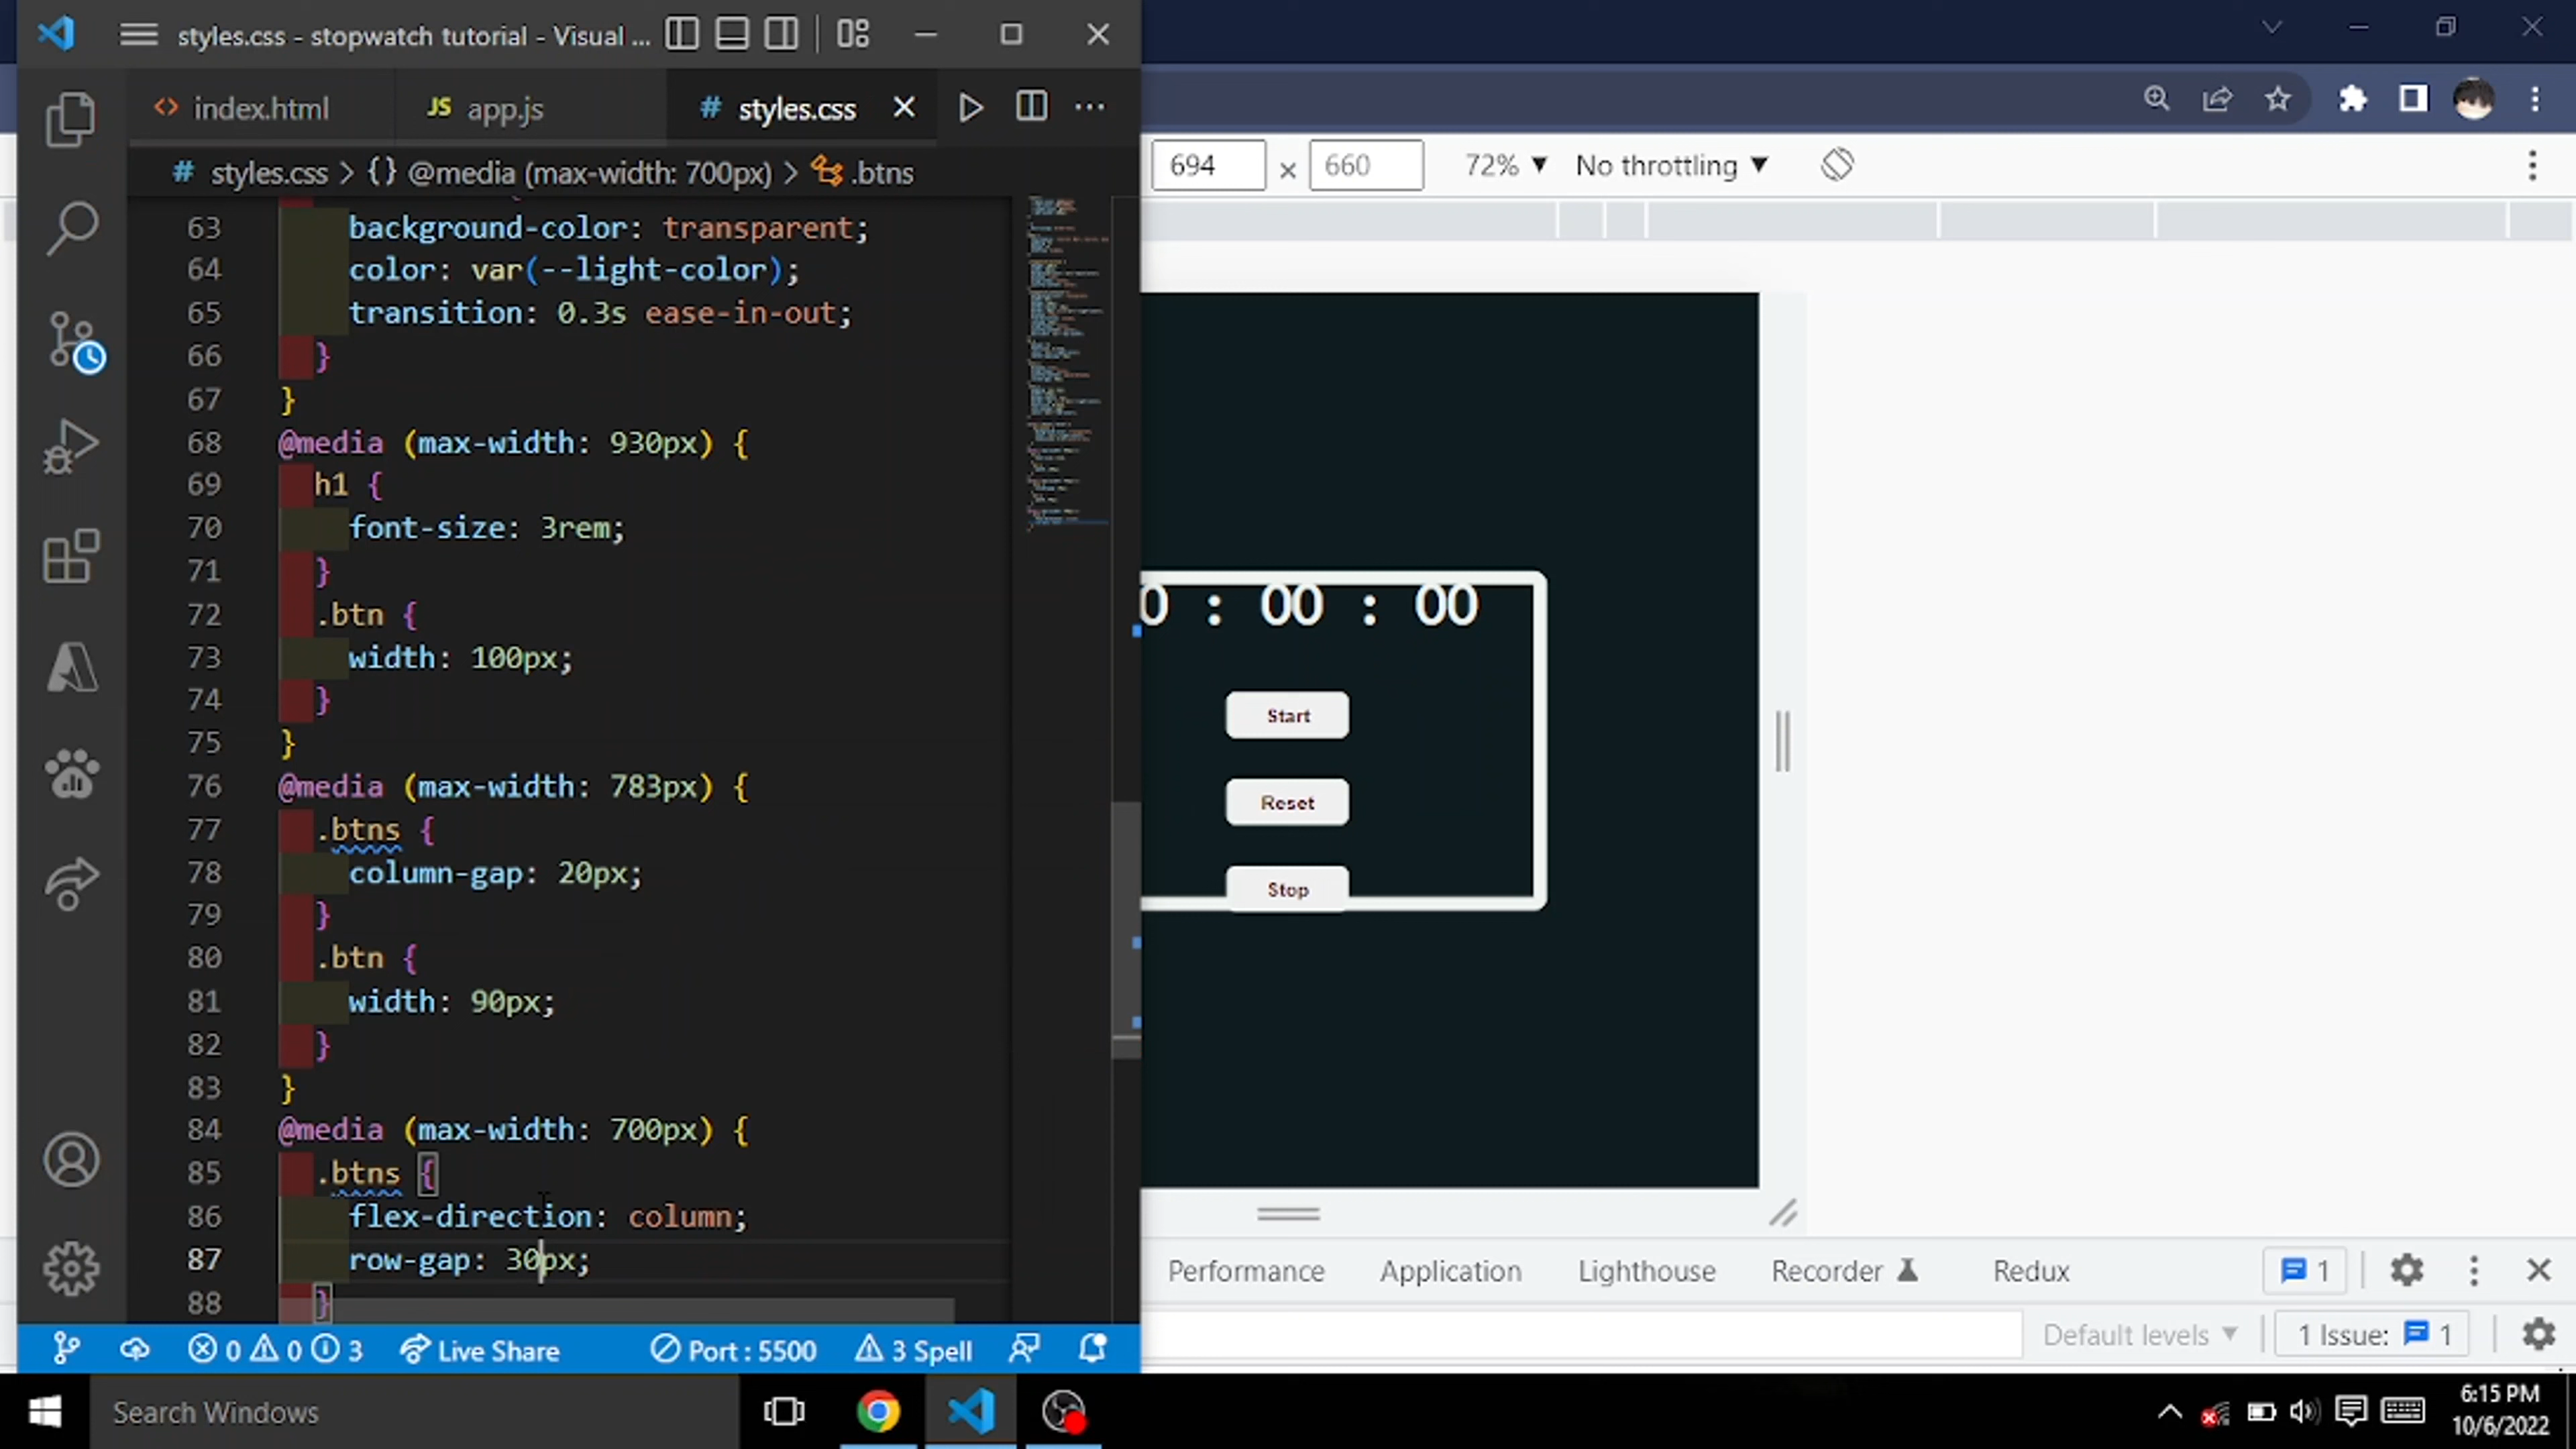 styles.css - stopwatch tutorial - Visual ...
index.html
JS app.js
# styles.css
# styles.css > {} @media (max-width: 700px) > .btns
63 background-color: transparent;
64 color: var(--light-color);
65 transition: 0.3s ease-in-out;
66 }
67 }
68 @media (max-width: 930px) {
69 h1 {
70 font-size: 3rem;
71 }
72 .btn {
73 width: 100px;
74 }
75 }
76 @media (max-width: 783px) {
77 .btns {
78 column-gap: 20px;
79 }
80 .btn {
81 width: 90px;
82 }
83 }
84 @media (max-width: 700px) {
85 .btns {
86 flex-direction: column;
87 row-gap: 30px;
88 }
0 0 3 Live Share Port : 5500 3 Spell
694 × 660 72% ▼ No throttling ▼
0 : 00 : 00
Start
Reset
Stop
Performance Application Lighthouse Recorder Redux 1
Default levels ▼ 1 Issue: 1
Search Windows
6:15 PM
10/6/2022